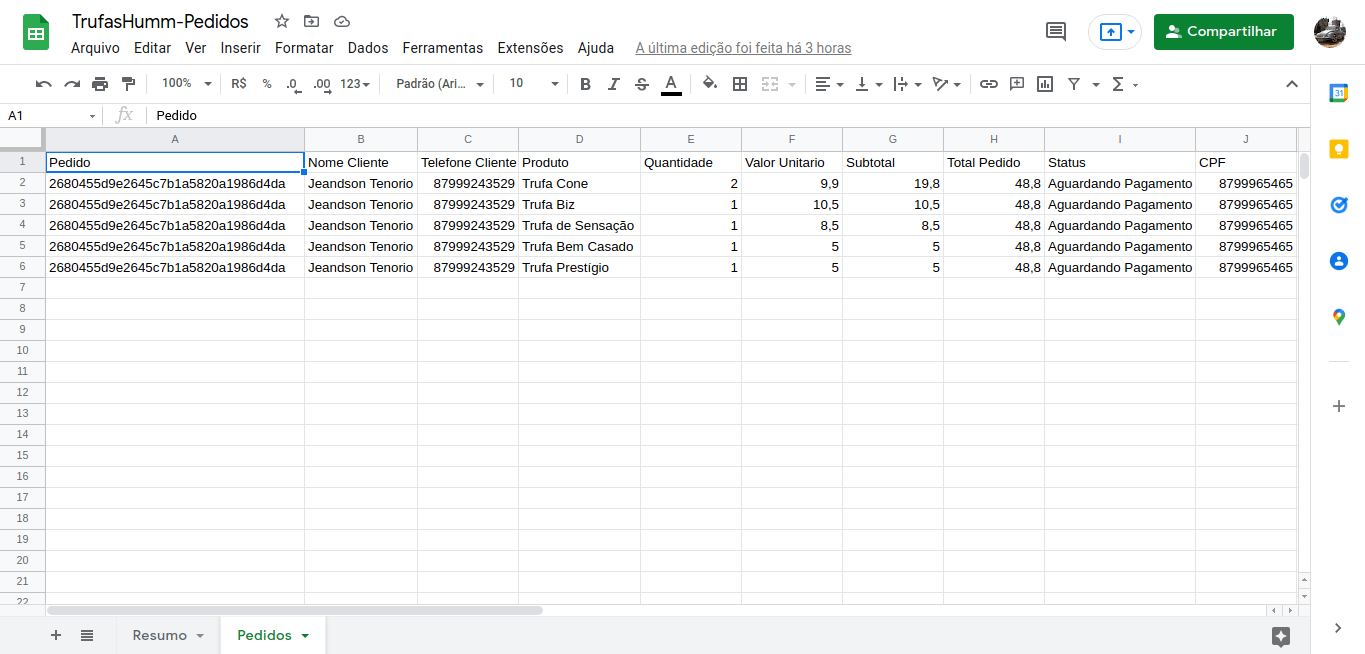 TrufasHumm-Pedidos
Arquivo Editar Ver Inserir Formatar Dados Ferramentas Extensões Ajuda A última edição foi feita há 3 horas
Compartilhar
100% R$ % .0 .00 123 Padrão (Ari... 10 B I S A
31
A1 fx Pedido
A B C D E F G H I J
1 Pedido Nome Cliente Telefone Cliente Produto Quantidade Valor Unitario Subtotal Total Pedido Status CPF
2 2680455d9e2645c7b1a5820a1986d4da Jeandson Tenorio 87999243529 Trufa Cone 2 9,9 19,8 48,8 Aguardando Pagamento 8799965465
3 2680455d9e2645c7b1a5820a1986d4da Jeandson Tenorio 87999243529 Trufa Biz 1 10,5 10,5 48,8 Aguardando Pagamento 8799965465
4 2680455d9e2645c7b1a5820a1986d4da Jeandson Tenorio 87999243529 Trufa de Sensação 1 8,5 8,5 48,8 Aguardando Pagamento 8799965465
5 2680455d9e2645c7b1a5820a1986d4da Jeandson Tenorio 87999243529 Trufa Bem Casado 1 5 5 48,8 Aguardando Pagamento 8799965465
6 2680455d9e2645c7b1a5820a1986d4da Jeandson Tenorio 87999243529 Trufa Prestígio 1 5 5 48,8 Aguardando Pagamento 8799965465
7
8
9
10
11
12
13
14
15
16
17
18
19
20
21
22
Resumo Pedidos